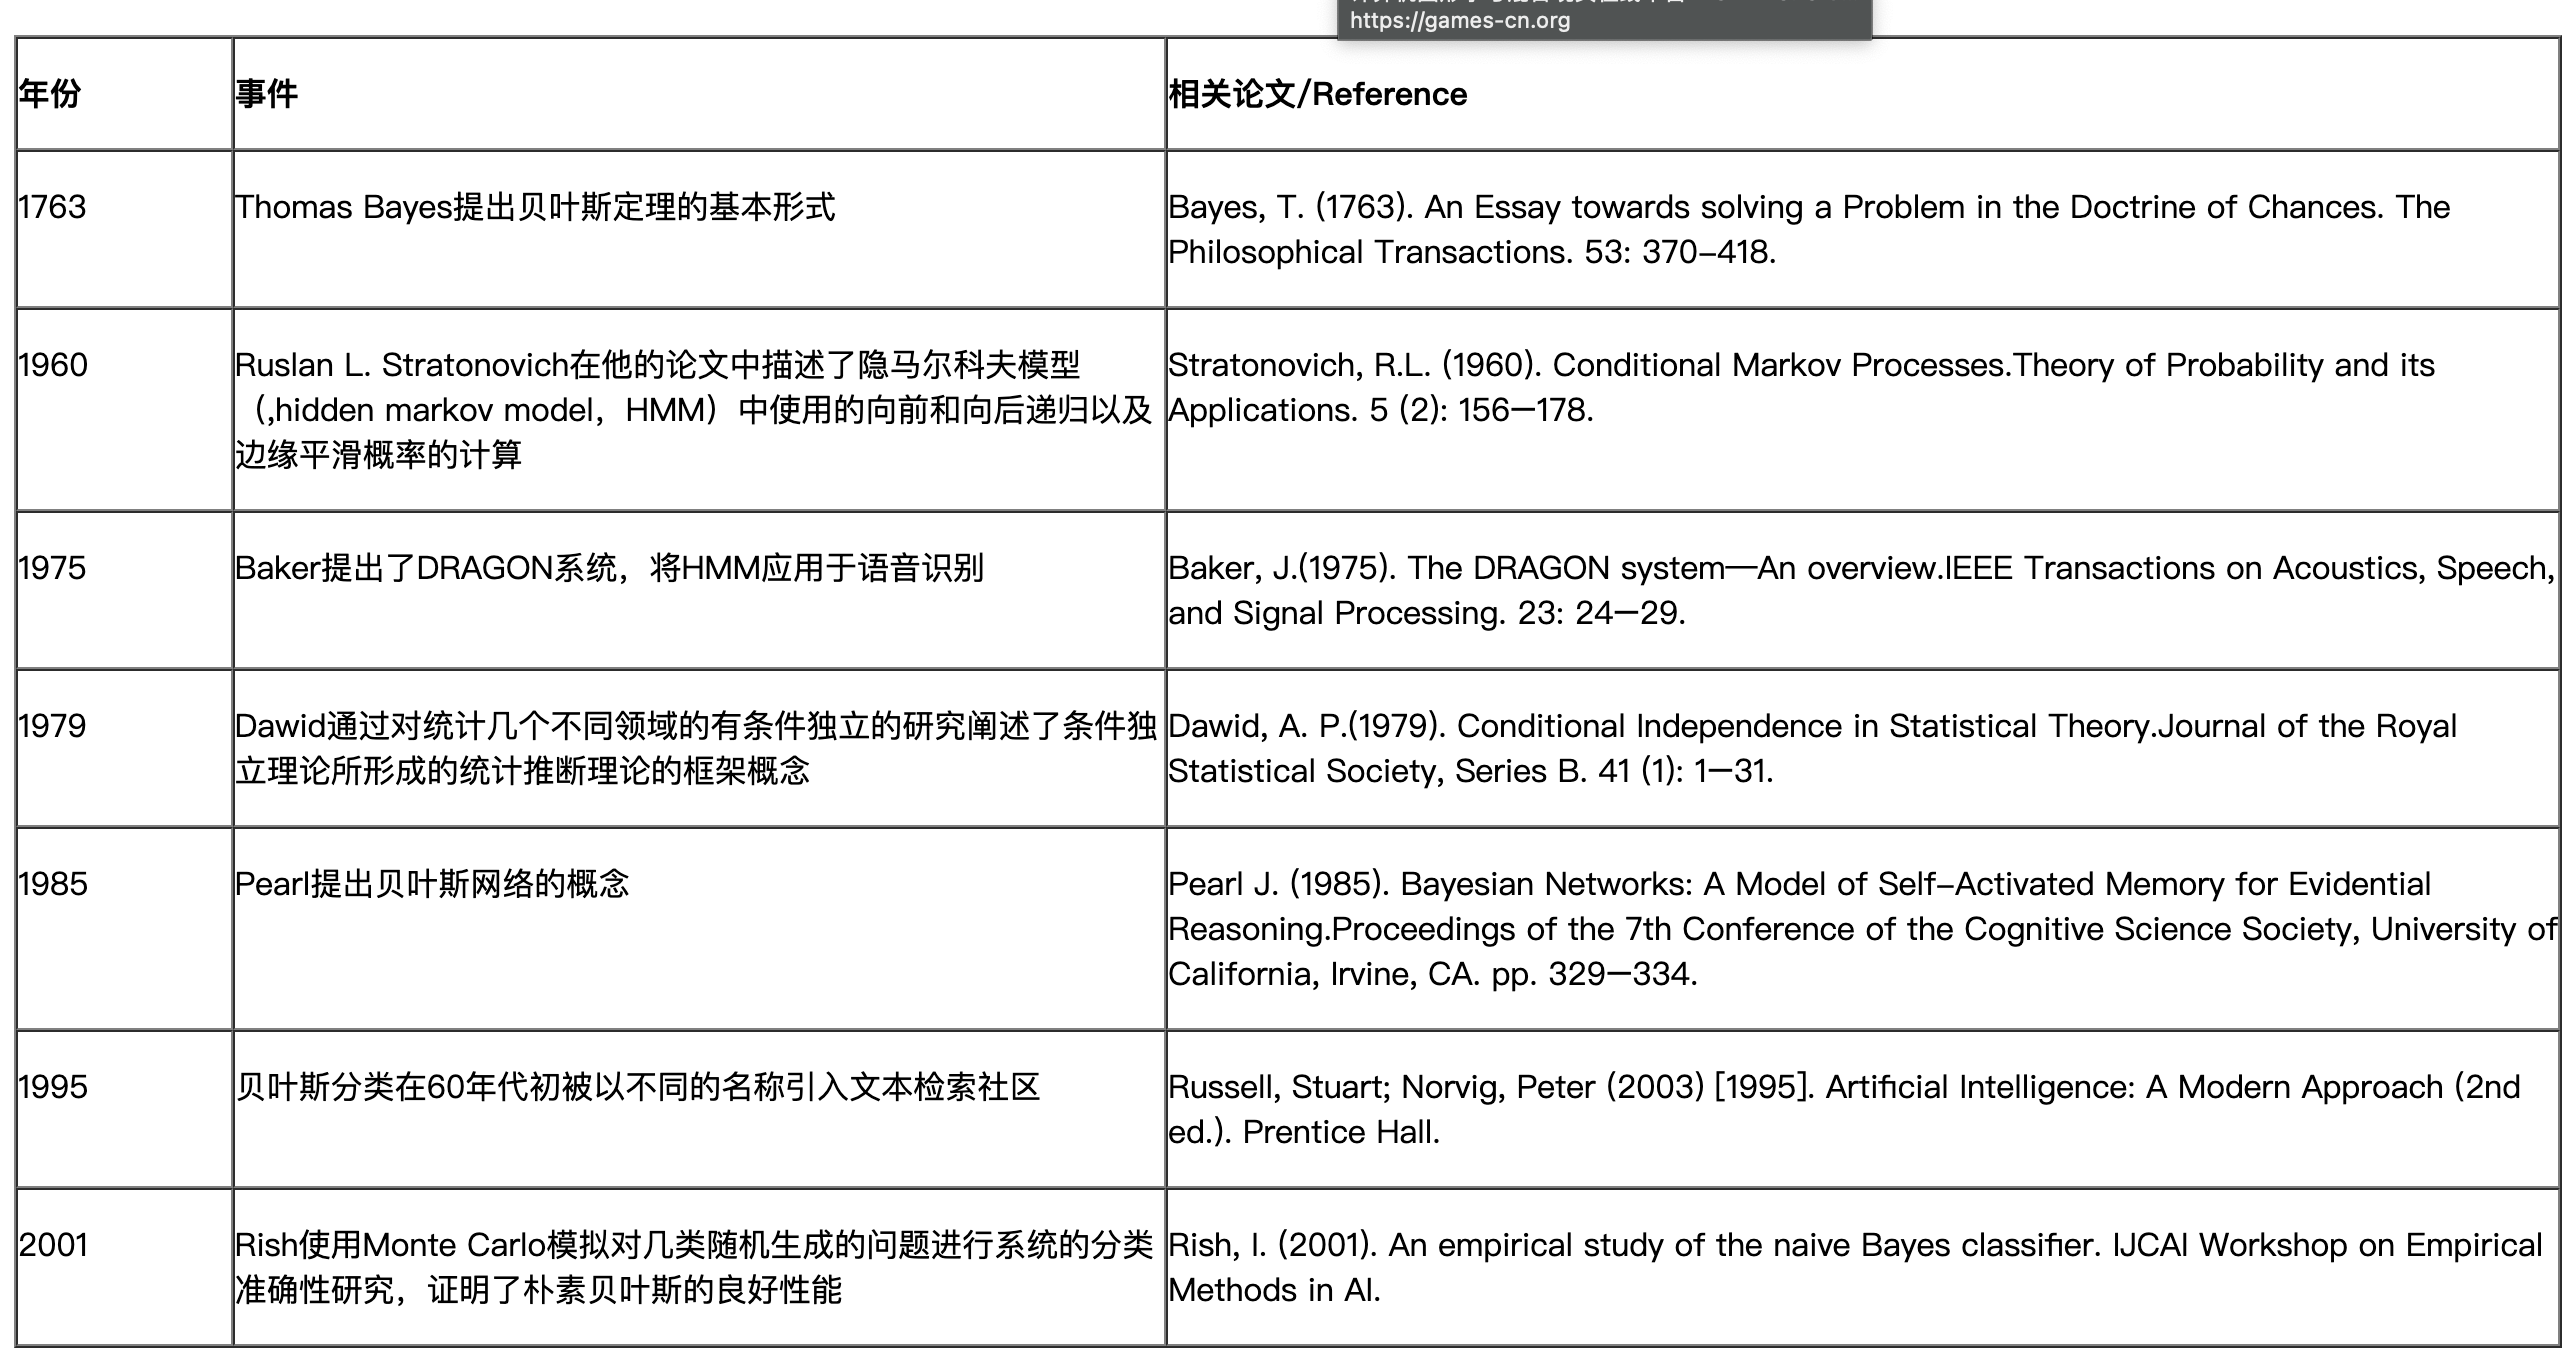 https://games-cn.org
年份
事件
相关论文/Reference
1763
Thomas Bayes提出贝叶斯定理的基本形式
Bayes, T. (1763). An Essay towards solving a Problem in the Doctrine of Chances. The
Philosophical Transactions. 53: 370–418.
1960
Ruslan L. Stratonovich在他的论文中描述了隐马尔科夫模型
（,hidden markov model，HMM）中使用的向前和向后递归以及
边缘平滑概率的计算
Stratonovich, R.L. (1960). Conditional Markov Processes.Theory of Probability and its
Applications. 5 (2): 156—178.
1975
Baker提出了DRAGON系统，将HMM应用于语音识别
Baker, J.(1975). The DRAGON system—An overview.IEEE Transactions on Acoustics, Speech,
and Signal Processing. 23: 24—29.
1979
Dawid通过对统计几个不同领域的有条件独立的研究阐述了条件独
立理论所形成的统计推断理论的框架概念
Dawid, A. P.(1979). Conditional Independence in Statistical Theory.Journal of the Royal
Statistical Society, Series B. 41 (1): 1—31.
1985
Pearl提出贝叶斯网络的概念
Pearl J. (1985). Bayesian Networks: A Model of Self–Activated Memory for Evidential
Reasoning.Proceedings of the 7th Conference of the Cognitive Science Society, University of
California, Irvine, CA. pp. 329—334.
1995
贝叶斯分类在60年代初被以不同的名称引入文本检索社区
Russell, Stuart; Norvig, Peter (2003) [1995]. Artificial Intelligence: A Modern Approach (2nd
ed.). Prentice Hall.
2001
Rish使用Monte Carlo模拟对几类随机生成的问题进行系统的分类
准确性研究，证明了朴素贝叶斯的良好性能
Rish, I. (2001). An empirical study of the naive Bayes classifier. IJCAI Workshop on Empirical
Methods in AI.